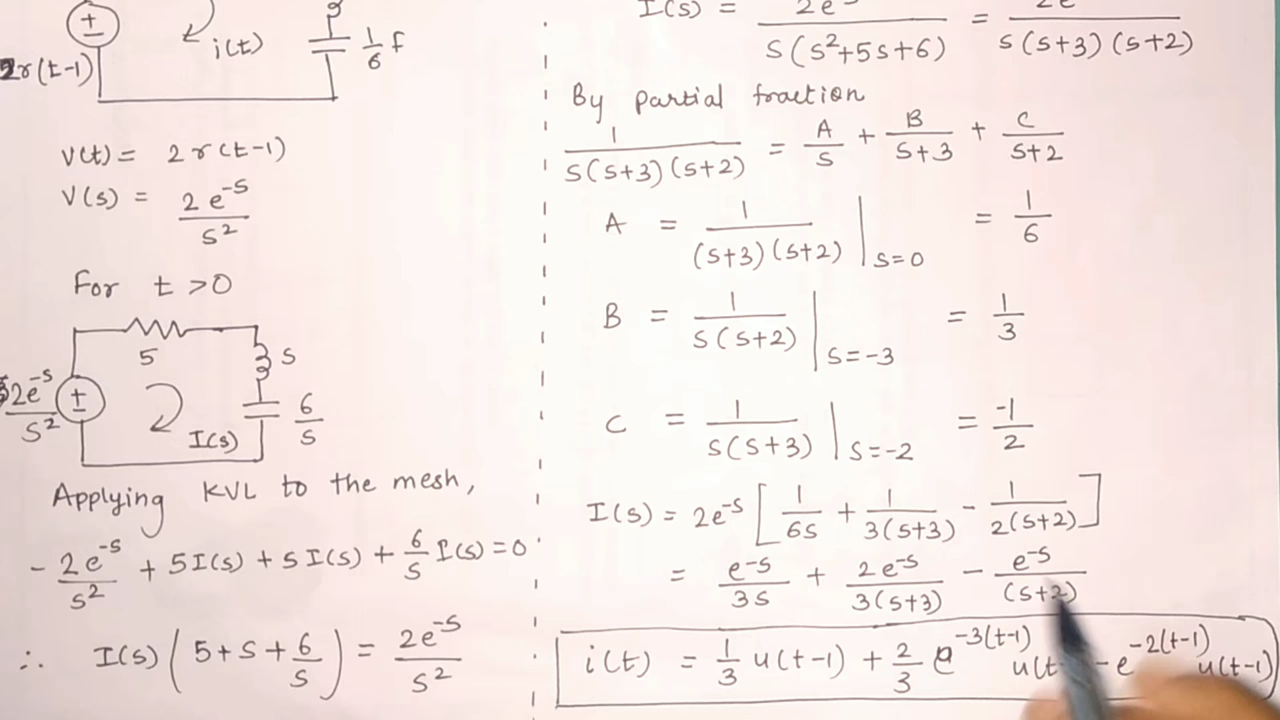 i(t)
1/6 f
2r(t-1)
V(t) = 2r(t-1)
V(s) = 2e^-s / s^2
For t >0
5
s
2e^-s / s^2
+
I(s)
6/s
Applying KVL to the mesh,
- 2e^-s / s^2 + 5I(s) + sI(s) + 6/s I(s) = 0
∴ I(s) (5 + s + 6/s) = 2e^-s / s^2
I(s) = 2e^-s / s(s^2+5s+6) = 2e / s(s+3)(s+2)
By partial fraction
1 / s(s+3)(s+2) = A/s + B/s+3 + C/s+2
A = 1 / (s+3)(s+2) | s=0 = 1/6
B = 1 / s(s+2) | s=-3 = 1/3
C = 1 / s(s+3) | s=-2 = -1/2
I(s) = 2e^-s [ 1/6s + 1/3(s+3) - 1/2(s+2) ]
= e^-s / 3s + 2e^-s / 3(s+3) - e^-s / (s+2)
i(t) = 1/3 u(t-1) + 2/3 e^-3(t-1) u(t - e^-2(t-1) u(t-1)